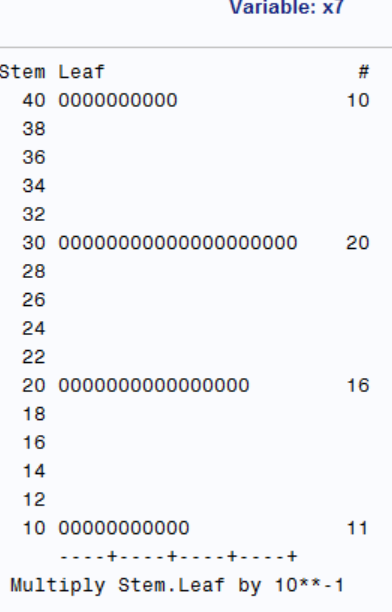 Variable: x7
Stem Leaf #
40 0000000000 10
38
36
34
32
30 00000000000000000000 20
28
26
24
22
20 0000000000000000 16
18
16
14
12
10 00000000000 11
----+----+----+----+
Multiply Stem.Leaf by 10**-1